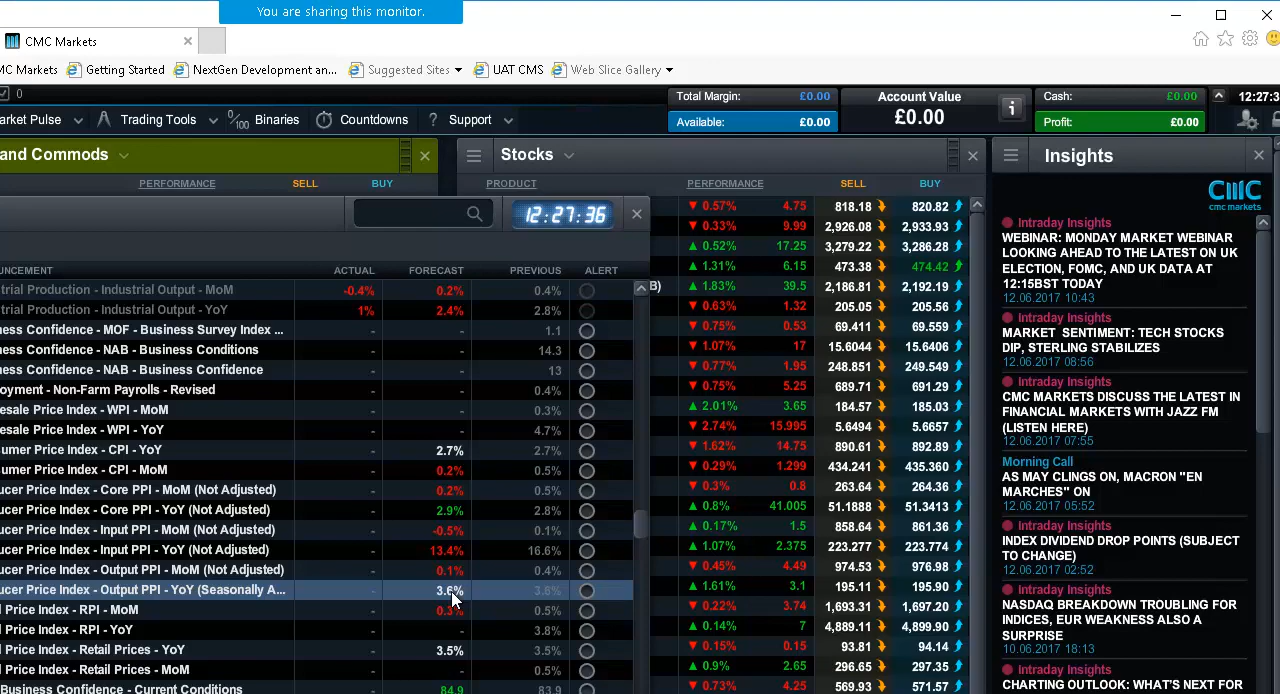 You are sharing this monitor.
CMC Markets
MC Markets Getting Started NextGen Development an... Suggested Sites UAT CMS Web Slice Gallery
0 Total Margin: £0.00 Account Value Cash: £0.00 12:27:3
arket Pulse Trading Tools Binaries Countdowns ? Support Available: £0.00 £0.00 Profit: £0.00
and Commods Stocks Insights
PERFORMANCE SELL BUY PRODUCT PERFORMANCE SELL BUY
12:27:36
UNCEMENT ACTUAL FORECAST PREVIOUS ALERT
trial Production - Industrial Output - MoM -0.4% 0.2% 0.4%
trial Production - Industrial Output - YoY 1% 2.4% 2.8%
ness Confidence - MOF - Business Survey Index ... - - 1.1
ness Confidence - NAB - Business Conditions - - 14.3
ness Confidence - NAB - Business Confidence - - 13
oyment - Non-Farm Payrolls - Revised - - 0.4%
esale Price Index - WPI - MoM - - 0.3%
esale Price Index - WPI - YoY - - 4.7%
umer Price Index - CPI - YoY - 2.7% 2.7%
umer Price Index - CPI - MoM - 0.2% 0.5%
ucer Price Index - Core PPI - MoM (Not Adjusted) - 0.2% 0.5%
ucer Price Index - Core PPI - YoY (Not Adjusted) - 2.9% 2.8%
ucer Price Index - Input PPI - MoM (Not Adjusted) - -0.5% 0.1%
ucer Price Index - Input PPI - YoY (Not Adjusted) - 13.4% 16.6%
ucer Price Index - Output PPI - MoM (Not Adjusted) - 0.1% 0.4%
ucer Price Index - Output PPI - YoY (Seasonally A... - 3.6% 3.6%
l Price Index - RPI - MoM - 0.3% 0.5%
l Price Index - RPI - YoY - - 3.8%
l Price Index - Retail Prices - YoY - 3.5%
l Price Index - Retail Prices - MoM - - 0.5%
Business Confidence - Current Conditions 84.9 83.9
0.57% 4.75 818.18 820.82
0.33% 9.99 2,926.08 2,933.93
0.52% 17.25 3,279.22 3,286.28
1.31% 6.15 473.38 474.42
B) 1.83% 39.5 2,186.81 2,192.19
0.63% 1.32 205.05 205.56
0.75% 0.53 69.411 69.559
1.07% 17 15.6044 15.6406
0.77% 1.95 248.851 249.549
0.75% 5.25 689.71 691.29
2.01% 3.65 184.57 185.03
2.74% 15.995 5.6494 5.6657
1.62% 14.75 890.61 892.89
0.29% 1.299 434.241 435.360
0.3% 0.8 263.64 264.36
0.8% 41.005 51.1888 51.3413
0.17% 1.5 858.64 861.36
1.07% 2.375 223.277 223.774
0.45% 4.49 974.53 976.98
1.61% 3.1 195.11 195.90
0.22% 3.74 1,693.31 1,697.20
0.14% 7 4,889.11 4,899.90
0.15% 0.15 93.81 94.14
0.9% 2.65 296.65 297.35
0.73% 4.25 569.93 571.57
cmc
cmc markets
Intraday Insights
WEBINAR: MONDAY MARKET WEBINAR
LOOKING AHEAD TO THE LATEST ON UK
ELECTION, FOMC, AND UK DATA AT
12:15BST TODAY
12.06.2017 10:43
Intraday Insights
MARKET SENTIMENT: TECH STOCKS
DIP, STERLING STABILIZES
12.06.2017 08:56
Intraday Insights
CMC MARKETS DISCUSS THE LATEST IN
FINANCIAL MARKETS WITH JAZZ FM
(LISTEN HERE)
12.06.2017 07:55
Morning Call
AS MAY CLINGS ON, MACRON "EN
MARCHES" ON
12.06.2017 05:52
Intraday Insights
INDEX DIVIDEND DROP POINTS (SUBJECT
TO CHANGE)
12.06.2017 02:52
Intraday Insights
NASDAQ BREAKDOWN TROUBLING FOR
INDICES, EUR WEAKNESS ALSO A
SURPRISE
10.06.2017 18:13
Intraday Insights
CHARTING OUTLOOK: WHAT'S NEXT FOR